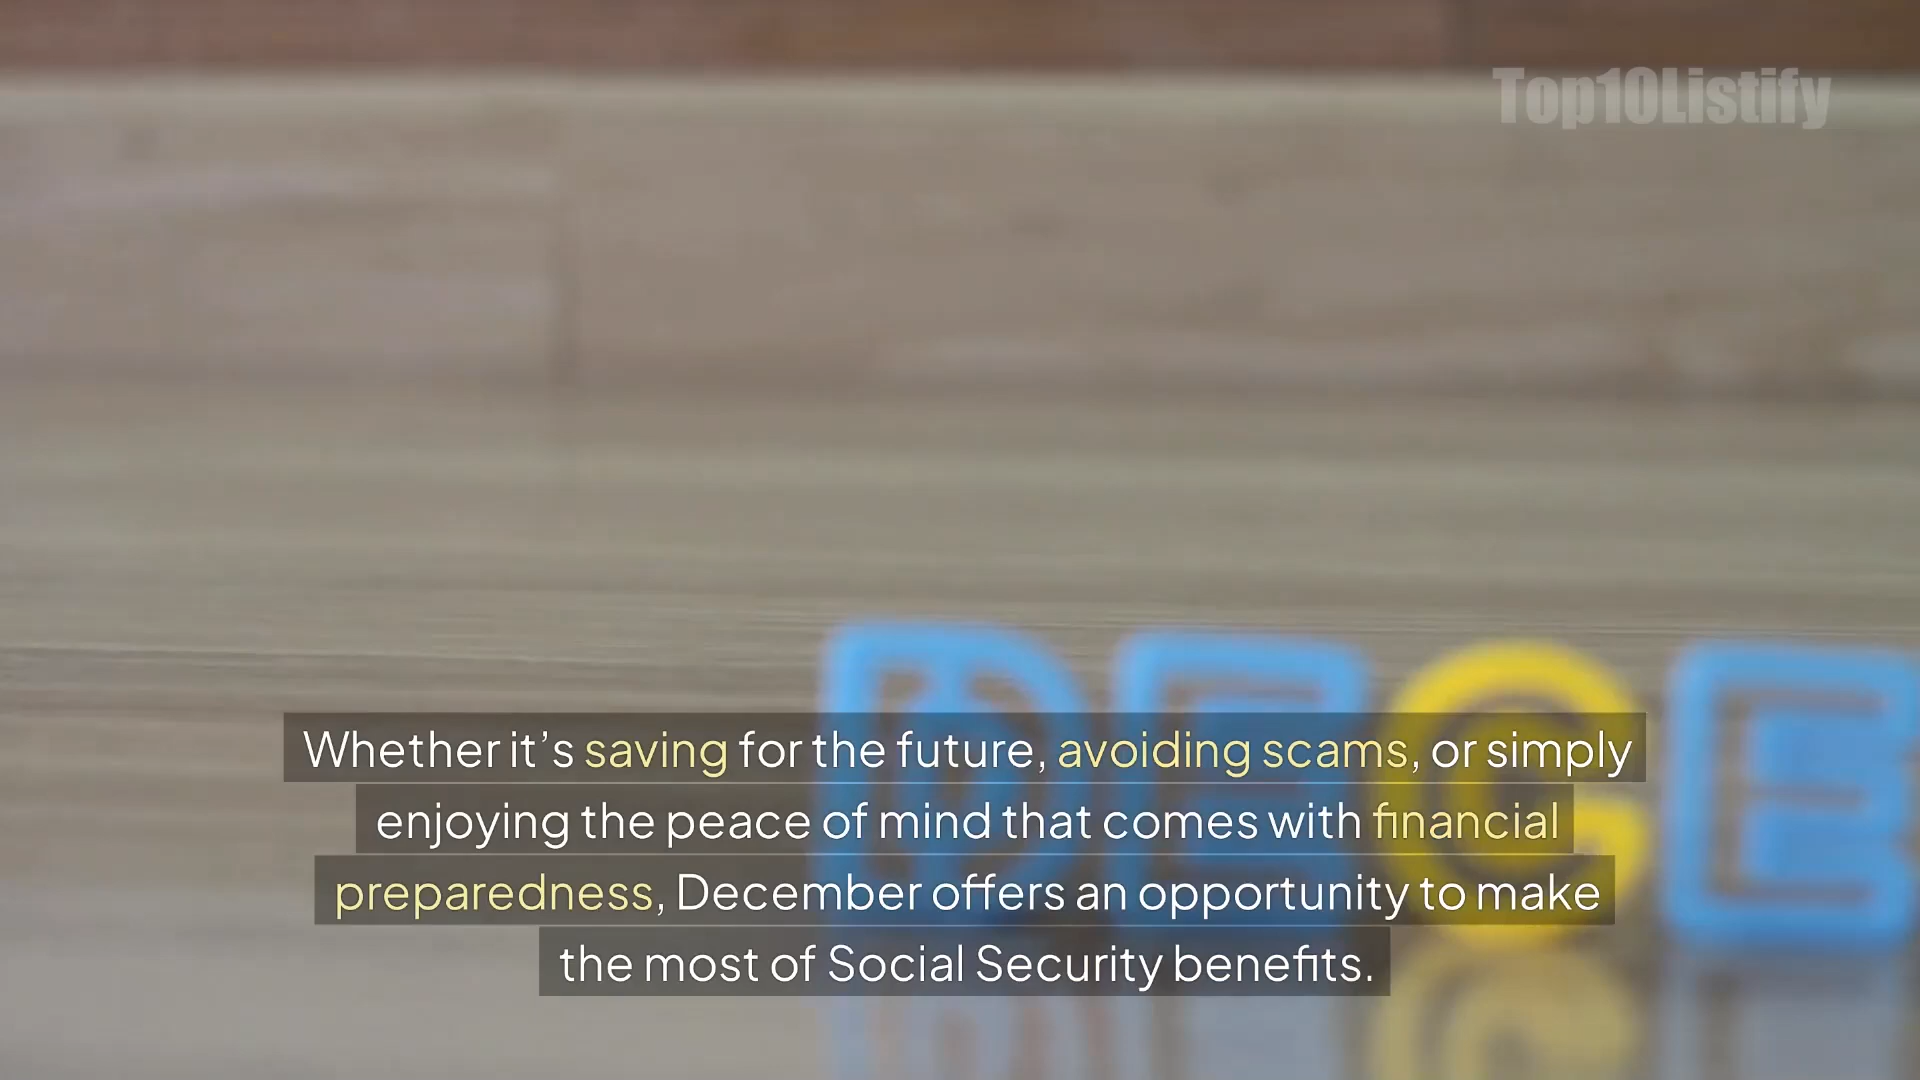 Top10Listify
DECE
Whether it’s saving for the future, avoiding scams, or simply
enjoying the peace of mind that comes with financial
preparedness, December offers an opportunity to make
the most of Social Security benefits.